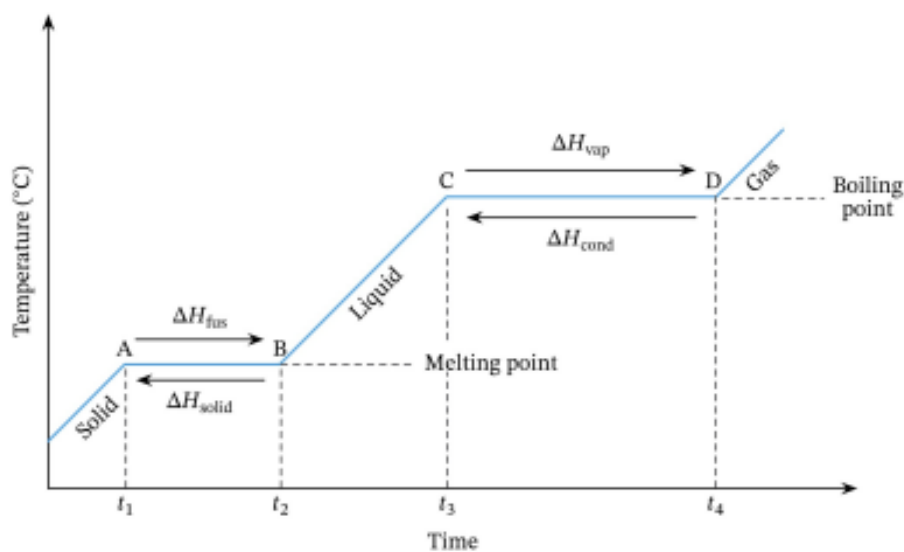 ΔHvap
C
D
Gas
Boiling
point
ΔHcond
Temperature (°C)
Liquid
ΔHfus
A
B
Melting point
ΔHsolid
Solid
t1
t2
t3
t4
Time